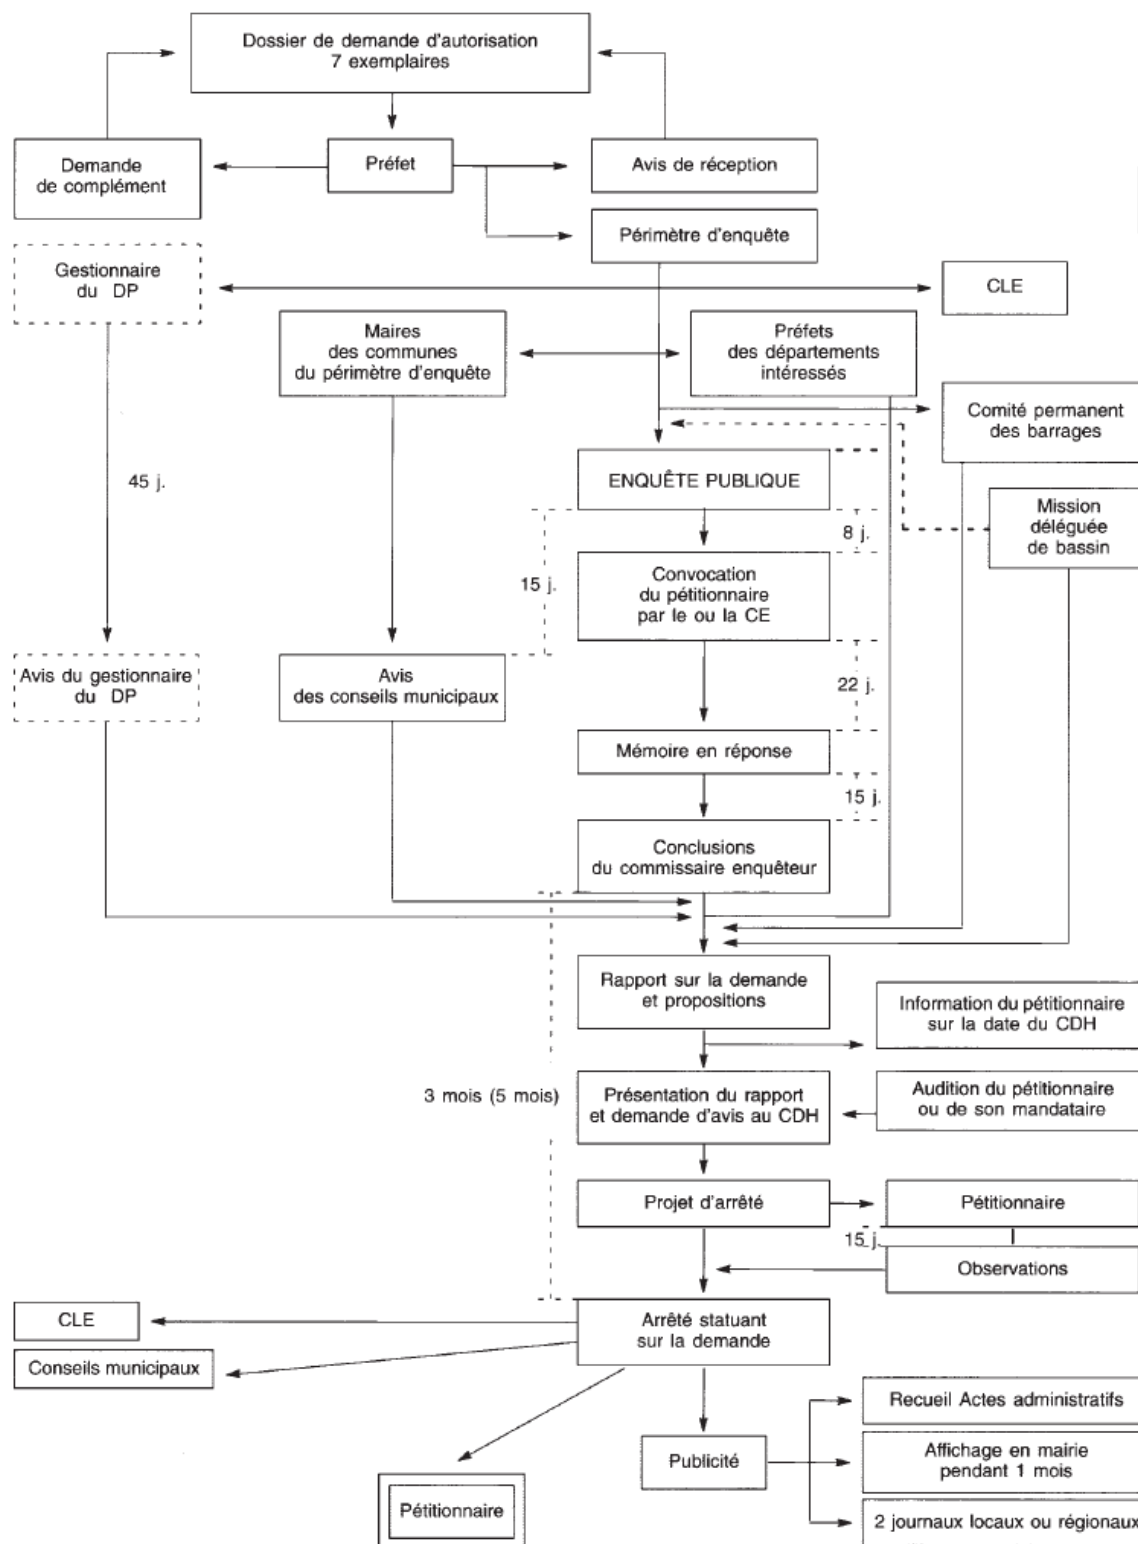 Dossier de demande d'autorisation
7 exemplaires
Demande
de complément
Préfet
Avis de réception
Périmètre d'enquête
Gestionnaire
du DP
CLE
Maires
des communes
du périmètre d'enquête
Préfets
des départements
intéressés
Comité permanent
des barrages
45 j.
ENQUÊTE PUBLIQUE
8 j.
Mission
déléguée
de bassin
15 j.
Convocation
du pétitionnaire
par le ou la CE
Avis du gestionnaire
du DP
Avis
des conseils municipaux
22 j.
Mémoire en réponse
15 j.
Conclusions
du commissaire enquêteur
Rapport sur la demande
et propositions
Information du pétitionnaire
sur la date du CDH
3 mois (5 mois)
Présentation du rapport
et demande d'avis au CDH
Audition du pétitionnaire
ou de son mandataire
Projet d'arrêté
Pétitionnaire
15 j.
Observations
CLE
Arrêté statuant
sur la demande
Conseils municipaux
Recueil Actes administratifs
Publicité
Affichage en mairie
pendant 1 mois
Pétitionnaire
2 journaux locaux ou régionaux